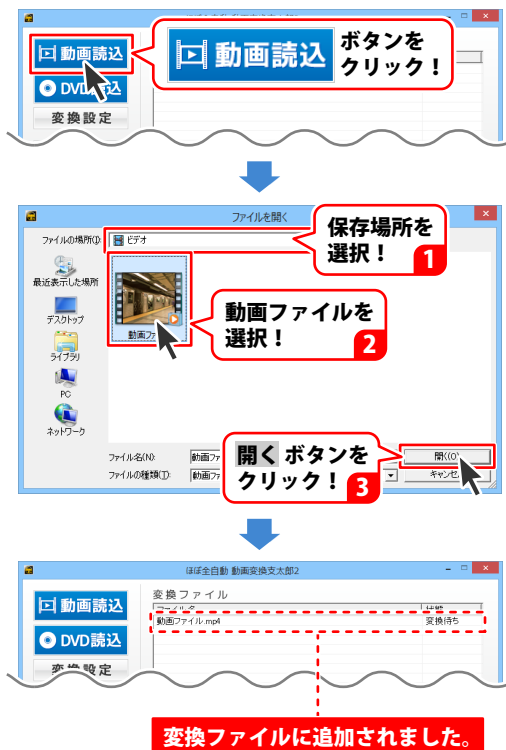 動画読込
DVD読込
変換設定
動画読込
ボタンを
クリック！
ファイルを開く
ファイルの場所(I):
ビデオ
保存場所を
選択！
1
最近表示した場所
デスクトップ
ライブラリ
PC
ネットワーク
動画ファイルを
選択！
2
ファイル名(N):
ファイルの種類(T):
開く ボタンを
クリック！
3
開く(O)
ほぼ全自動 動画変換支太郎2
動画読込
DVD読込
変換設定
変換ファイル
ファイル名
状態
動画ファイル.mp4
変換待ち
変換ファイルに追加されました。